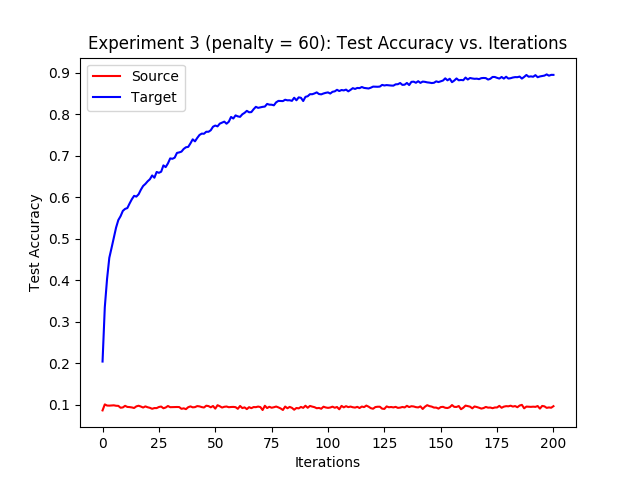 Experiment 3 (penalty = 60): Test Accuracy vs. Iterations
Source
Target
Test Accuracy
0.9
0.8
0.7
0.6
0.5
0.4
0.3
0.2
0.1
0 25 50 75 100 125 150 175 200
Iterations